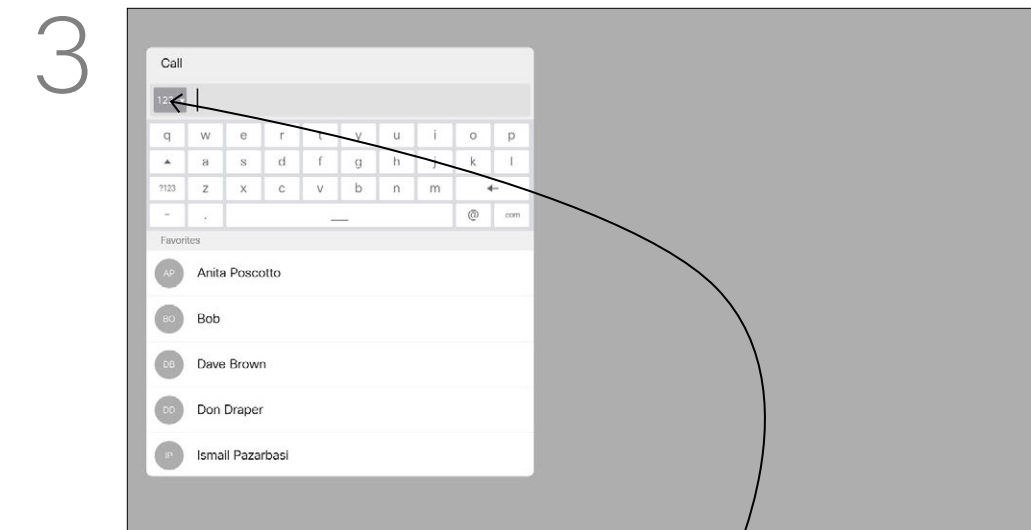 3
Call
q w e r t y u i o p
a s d f g h j k l
?123 z x c v b n m
- . @ .com
Favorites
AP Anita Poscotto
BO Bob
DB Dave Brown
DD Don Draper
IP Ismail Pazarbasi